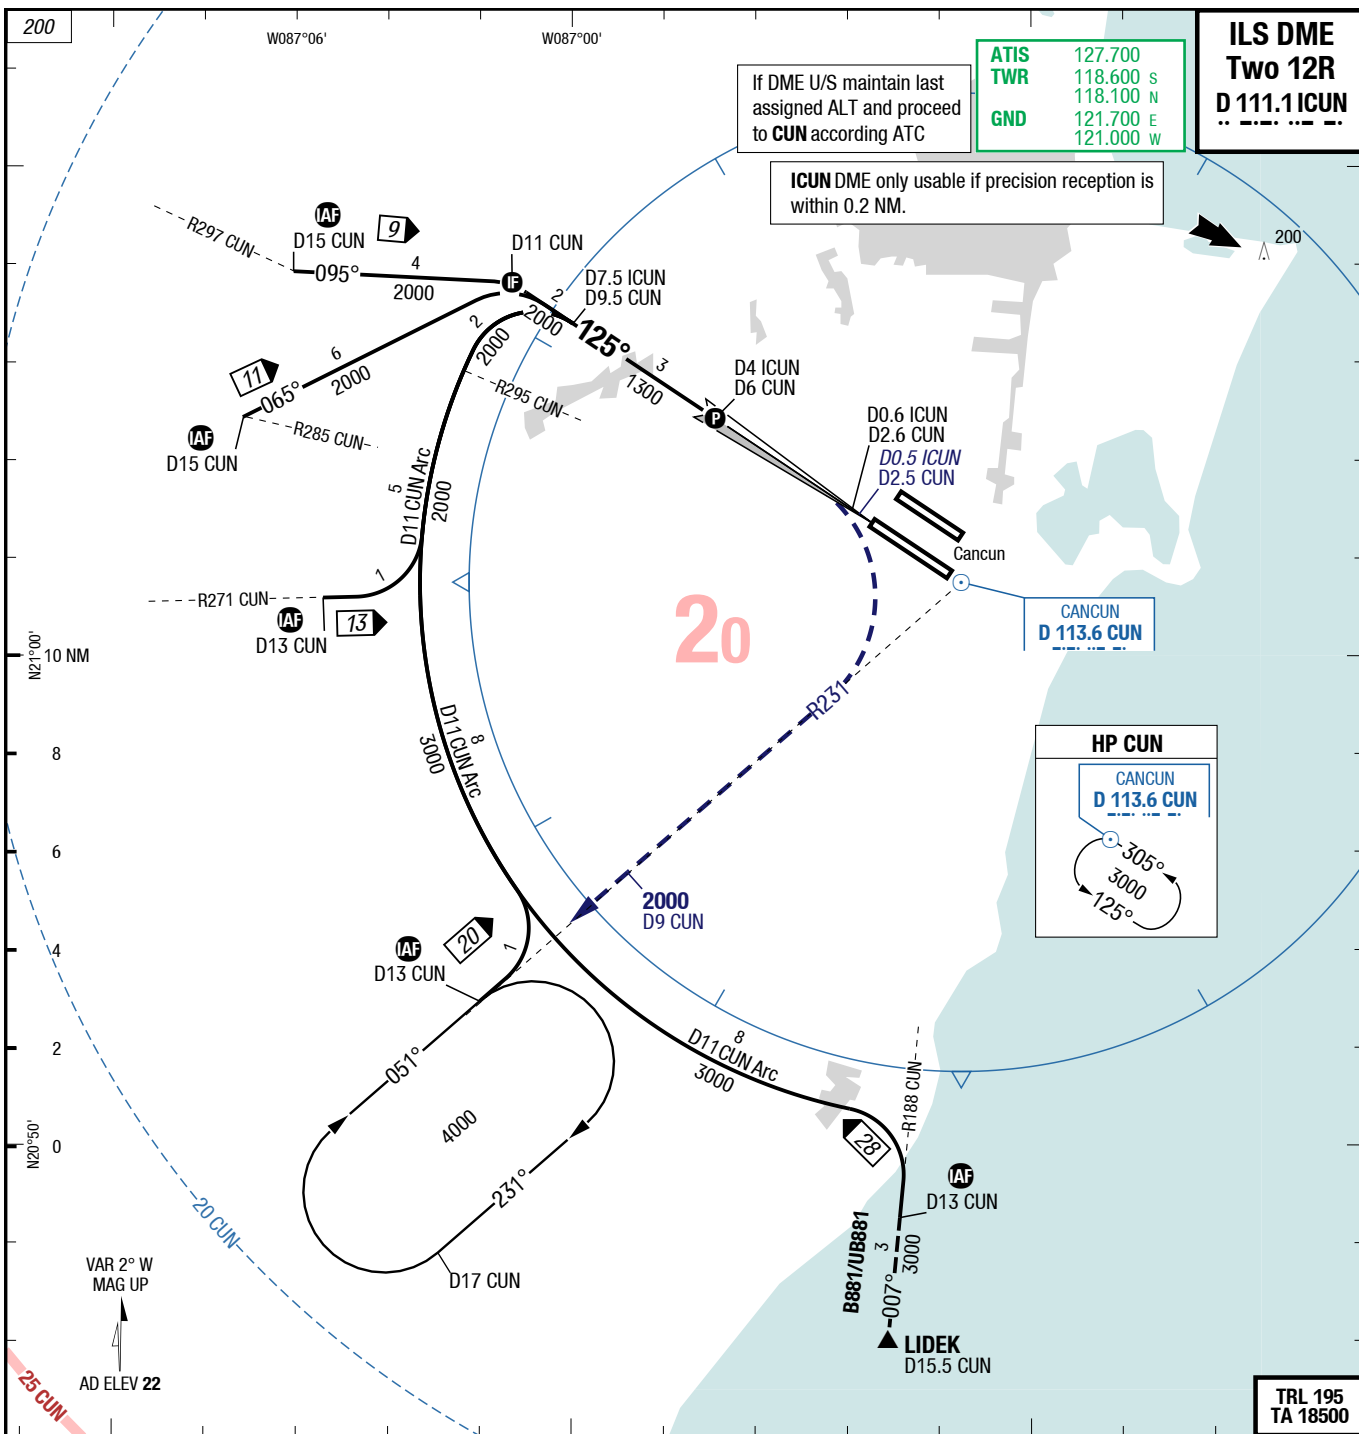 200
W087°06'
W087°00'
ILS DME
Two 12R
D 111.1 ICUN
ATIS 127.700
TWR 118.600 S
118.100 N
GND 121.700 E
121.000 W
If DME U/S maintain last
assigned ALT and proceed
to CUN according ATC
ICUN DME only usable if precision reception is
within 0.2 NM.
200
IAF
D15 CUN
9
R297 CUN
095°
4
2000
D11 CUN
IF
D7.5 ICUN
D9.5 CUN
2
2000
125°
2
2000
3
1300
D4 ICUN
D6 CUN
P
6
2000
11
065°
R295 CUN
R285 CUN
IAF
D15 CUN
D0.6 ICUN
D2.6 CUN
D0.5 ICUN
D2.5 CUN
5
D11 CUN Arc
2000
Cancun
R271 CUN
1
IAF
13
D13 CUN
CANCUN
D 113.6 CUN
20
N21°00'
10 NM
R231
8
D11 CUN Arc
3000
HP CUN
CANCUN
D 113.6 CUN
305°
3000
125°
8
6
4
2
0
N20°50'
2000
D9 CUN
IAF
D13 CUN
20
1
051°
4000
231°
D17 CUN
8
D11 CUN Arc
3000
R188 CUN
28
IAF
D13 CUN
B881/UB881
3
3000
007°
LIDEK
D15.5 CUN
20 CUN
VAR 2° W
MAG UP
AD ELEV 22
25 CUN
TRL 195
TA 18500